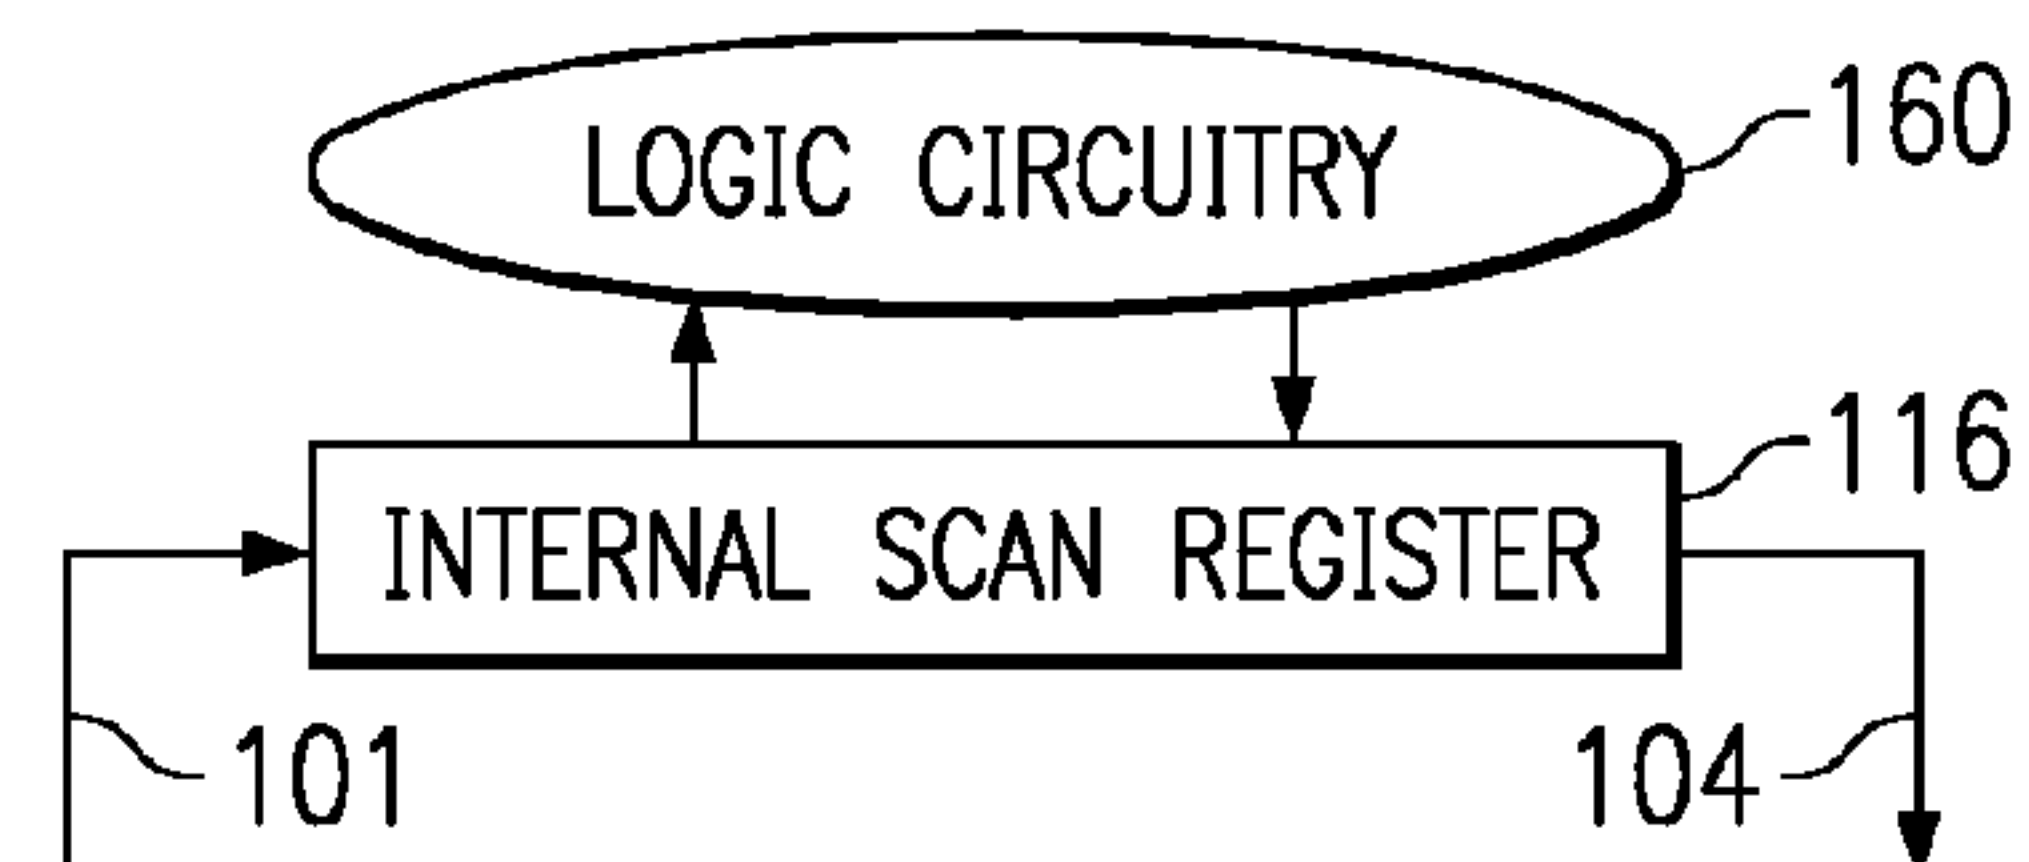 LOGIC CIRCUITRY
160
116
INTERNAL SCAN REGISTER
101
104